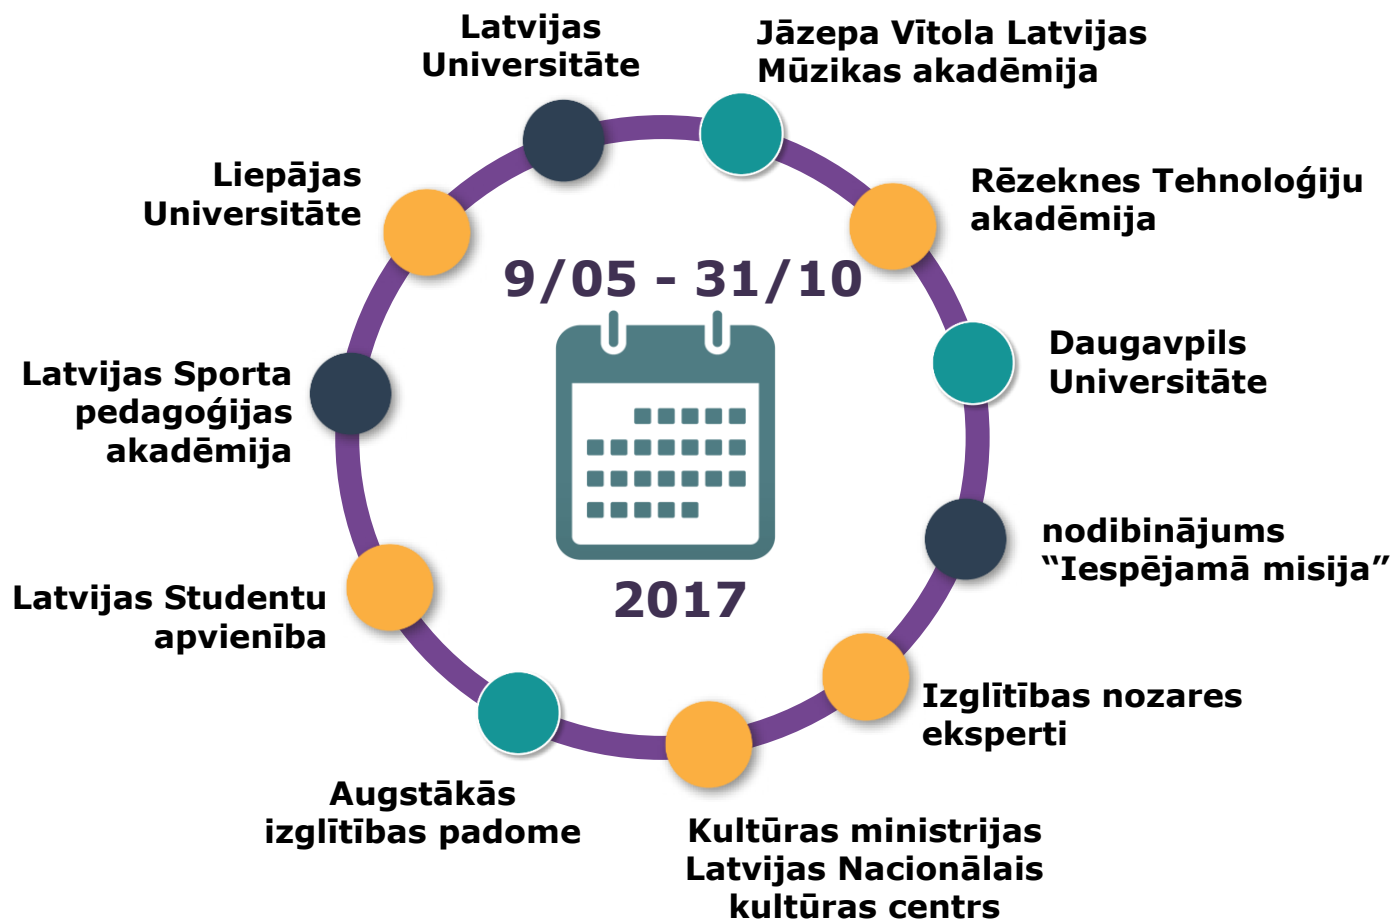 Latvijas
Universitāte
Jāzepa Vītola Latvijas
Mūzikas akadēmija
Rēzeknes Tehnoloģiju
akadēmija
Daugavpils
Universitāte
nodibinājums
“Iespējamā misija”
Izglītības nozares
eksperti
Kultūras ministrijas
Latvijas Nacionālais
kultūras centrs
Augstākās
izglītības padome
Latvijas Studentu
apvienība
Latvijas Sporta
pedagoģijas
akadēmija
Liepājas
Universitāte
9/05 - 31/10
2017